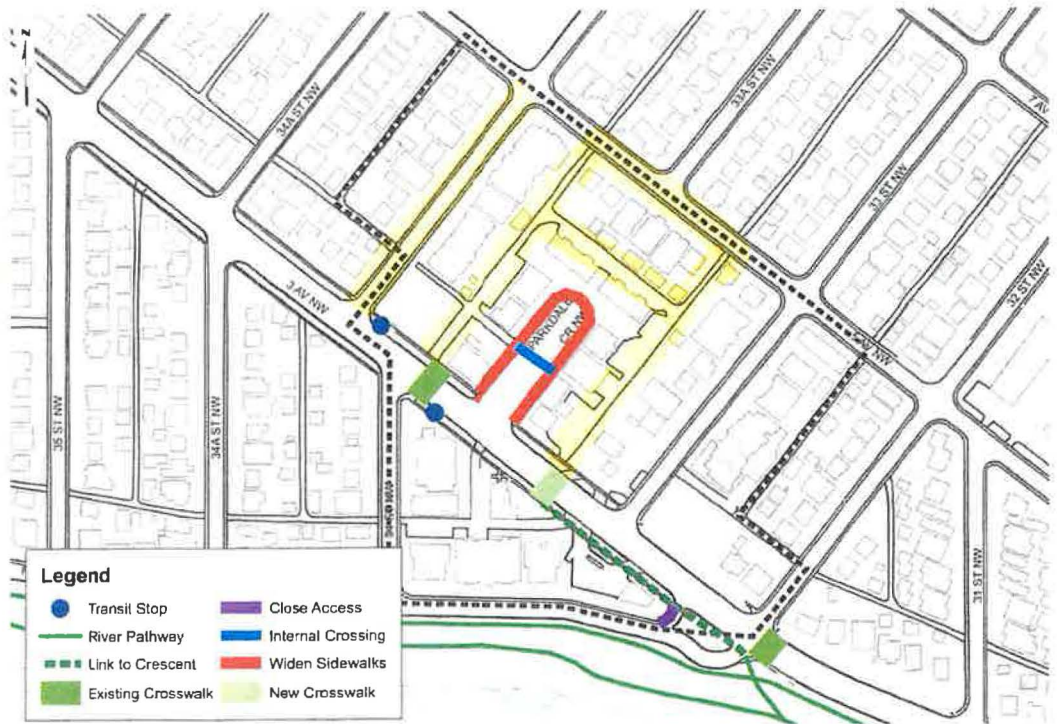 N
34A ST NW
33A ST NW
7 AV
33 ST NW
32 ST NW
3 AV NW
PARKDALE
CR NW
35 ST NW
34A ST NW
31 ST NW
Legend
Transit Stop
River Pathway
Link to Crescent
Existing Crosswalk
Close Access
Internal Crossing
Widen Sidewalks
New Crosswalk